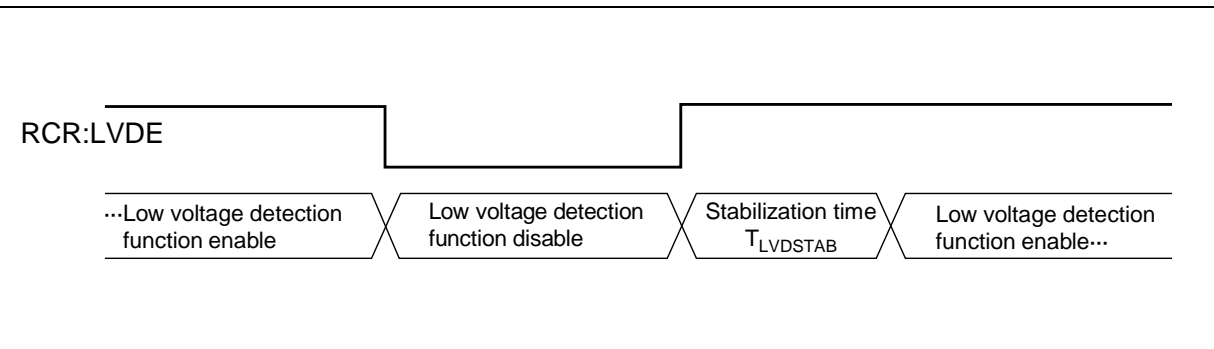 RCR:LVDE
···Low voltage detection
function enable
Low voltage detection
function disable
Stabilization time
TLVDSTAB
Low voltage detection
function enable···